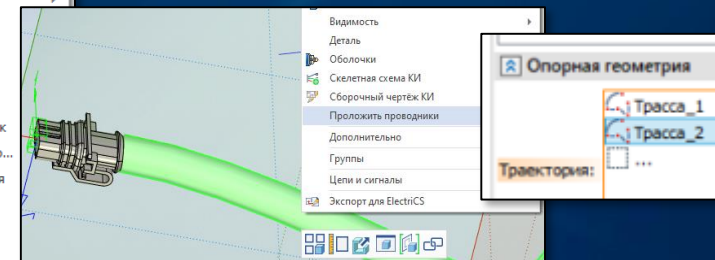 Видимость
Деталь
Оболочки
Скелетная схема КИ
Сборочный чертёж КИ
Проложить проводники
Дополнительно
Группы
Цепи и сигналы
Экспорт для ElectriCS
Опорная геометрия
Трасса_1
Трасса_2
...
Траектория: